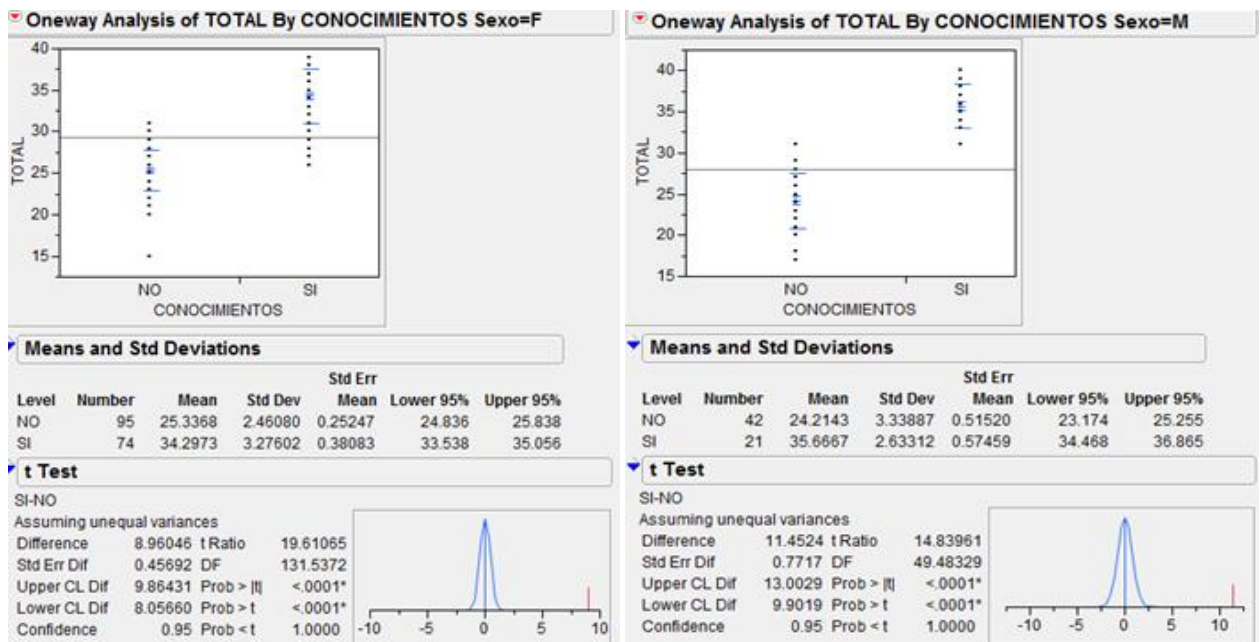 Oneway Analysis of TOTAL By CONOCIMIENTOS Sexo=F
40
35
30
25
20
15
TOTAL
NO SI
CONOCIMIENTOS
Means and Std Deviations
Std Err
Level Number Mean Std Dev Mean Lower 95% Upper 95%
NO 95 25.3368 2.46080 0.25247 24.836 25.838
SI 74 34.2973 3.27602 0.38083 33.538 35.056
t Test
SI-NO
Assuming unequal variances
Difference 8.96046 t Ratio 19.61065
Std Err Dif 0.45692 DF 131.5372
Upper CL Dif 9.86431 Prob > |t| <.0001*
Lower CL Dif 8.05660 Prob > t <.0001*
Confidence 0.95 Prob < t 1.0000
-10 -5 0 5 10
Oneway Analysis of TOTAL By CONOCIMIENTOS Sexo=M
40
35
30
25
20
15
TOTAL
NO SI
CONOCIMIENTOS
Means and Std Deviations
Std Err
Level Number Mean Std Dev Mean Lower 95% Upper 95%
NO 42 24.2143 3.33887 0.51520 23.174 25.255
SI 21 35.6667 2.63312 0.57459 34.468 36.865
t Test
SI-NO
Assuming unequal variances
Difference 11.4524 t Ratio 14.83961
Std Err Dif 0.7717 DF 49.48329
Upper CL Dif 13.0029 Prob > |t| <.0001*
Lower CL Dif 9.9019 Prob > t <.0001*
Confidence 0.95 Prob < t 1.0000
-10 -5 0 5 10